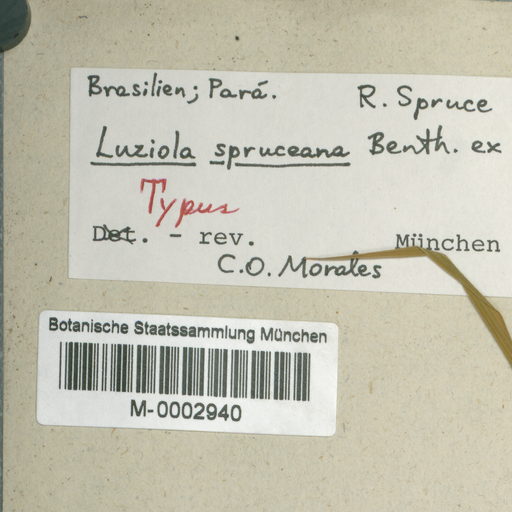 Brasilien; Pará. R. Spruce
Luziola spruceana Benth. ex
Typus
Det. - rev. München
C.O. Morales
Botanische Staatssammlung München
M-0002940